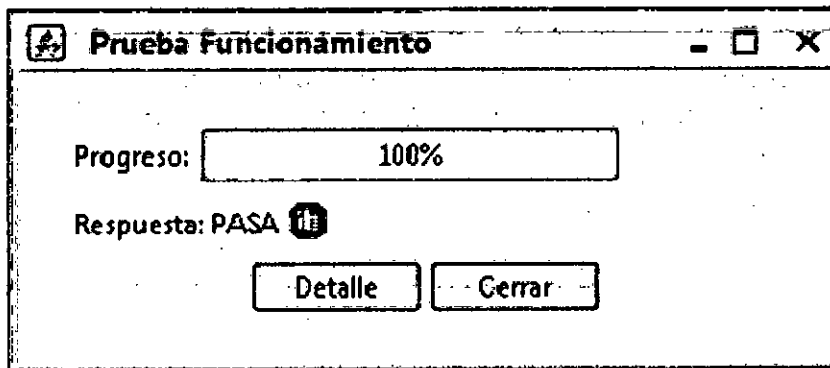 Prueba Funcionamiento
Progreso: 100%
Respuesta: PASA
Detalle Cerrar